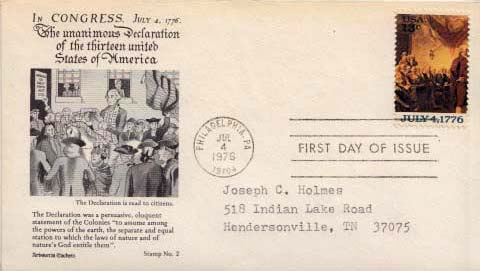 In CONGRESS. JULY 4, 1776.
The unanimous Declaration
of the thirteen united
States of America
The Declaration is read to citizens.
The Declaration was a persuasive, eloquent
statement of the Colonies "to assume among
the powers of the earth, the separate and equal
station to which the laws of nature and of
nature's God entitle them".
Artmaster Cachets
Stamp No. 2
USA
13c
JULY 4, 1776
PHILADELPHIA, PA
JUL
4
1976
19104
FIRST DAY OF ISSUE
Joseph C. Holmes
518 Indian Lake Road
Hendersonville, TN 37075